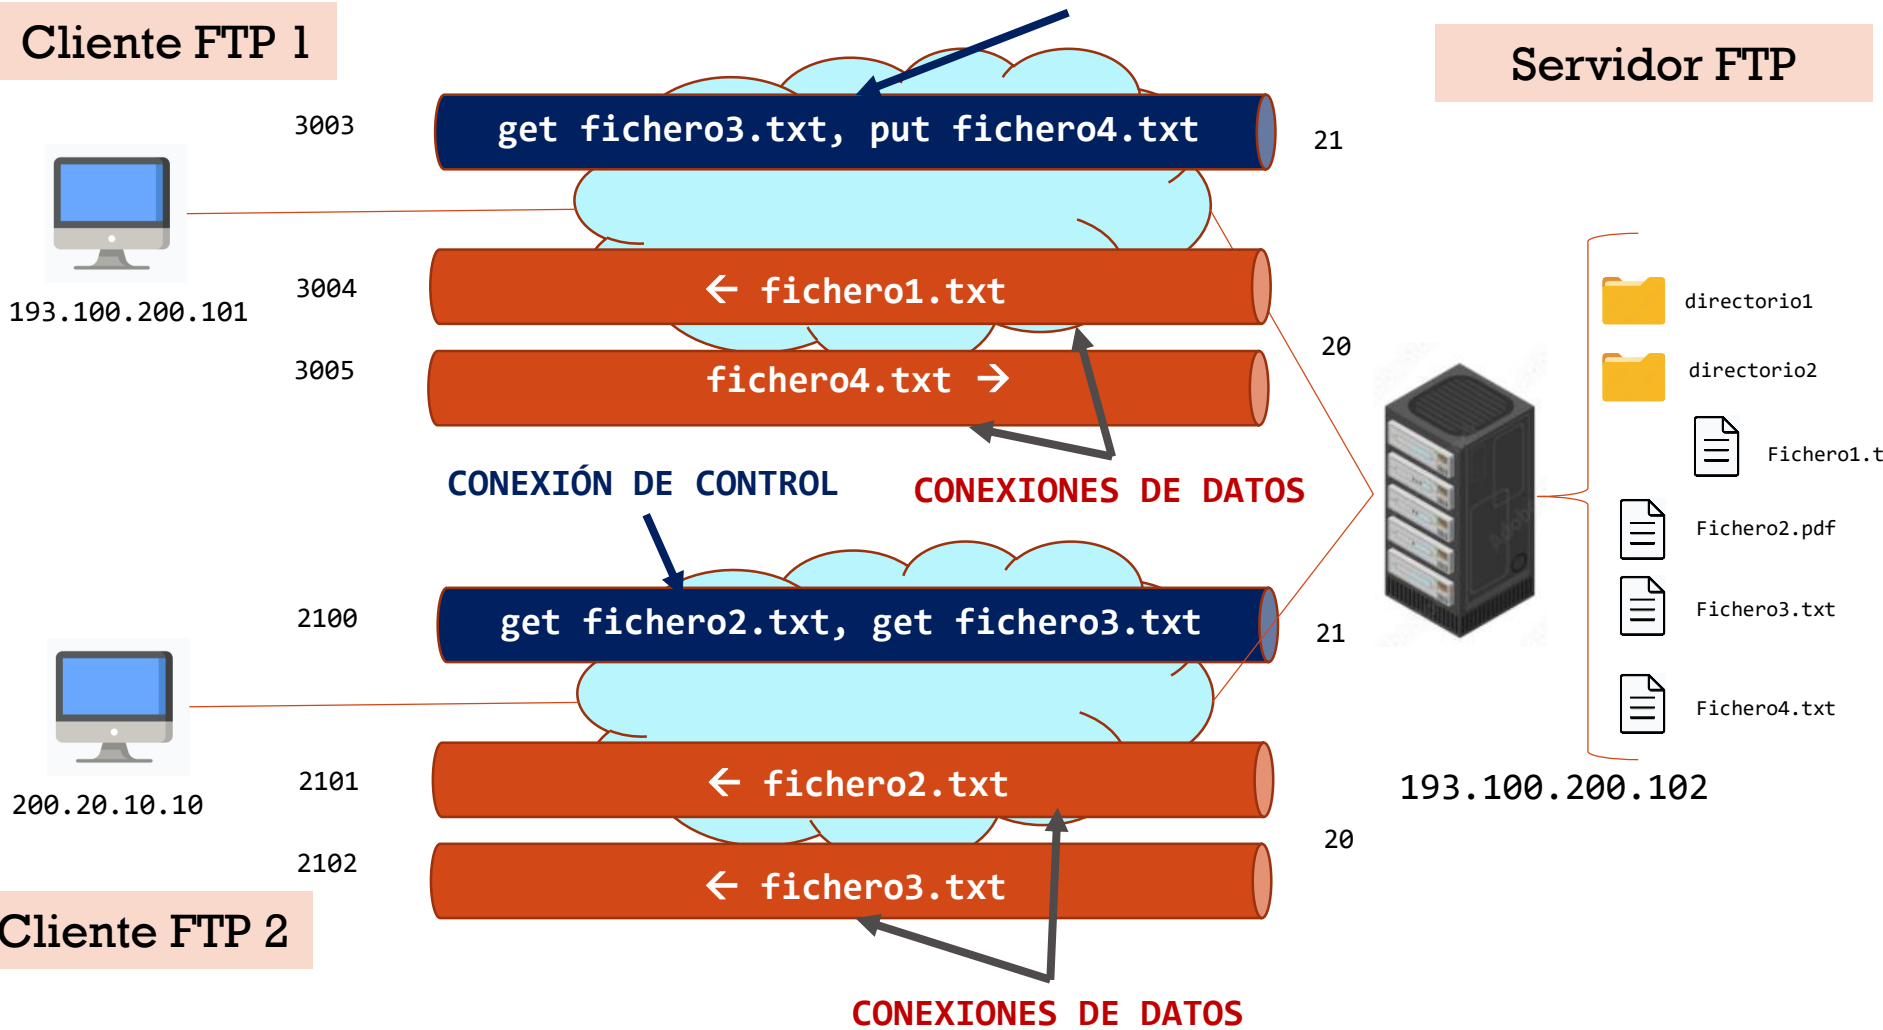 Cliente FTP 1
Servidor FTP
3003
get fichero3.txt, put fichero4.txt
21
193.100.200.101
3004
← fichero1.txt
20
3005
fichero4.txt →
directorio1
directorio2
Fichero1.t
Fichero2.pdf
Fichero3.txt
Fichero4.txt
193.100.200.102
CONEXIÓN DE CONTROL
CONEXIONES DE DATOS
2100
get fichero2.txt, get fichero3.txt
21
200.20.10.10
2101
← fichero2.txt
20
2102
← fichero3.txt
Cliente FTP 2
CONEXIONES DE DATOS